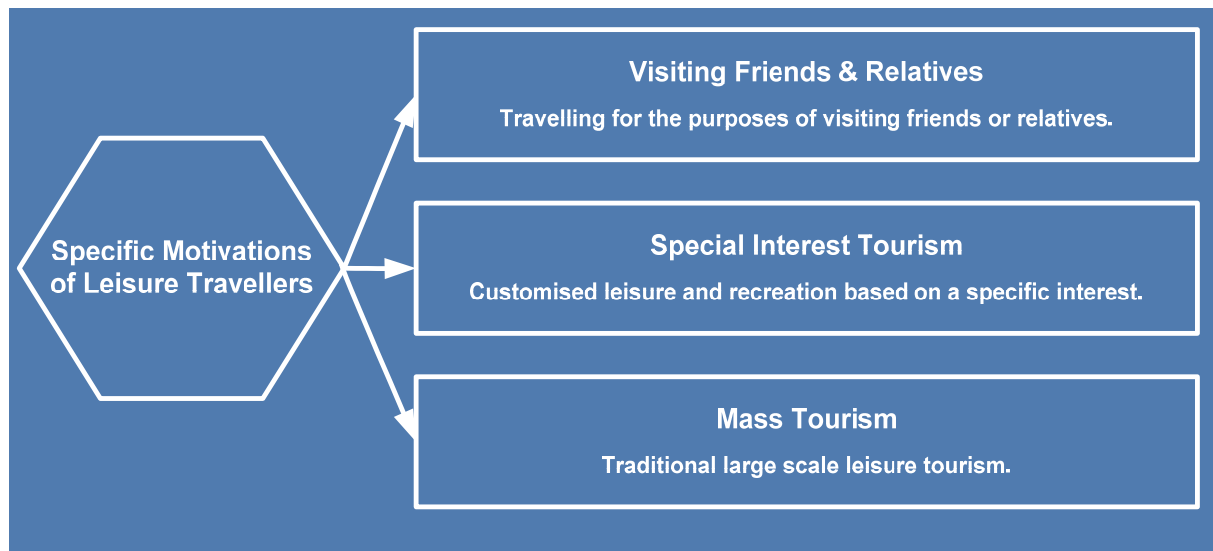 Specific Motivations
of Leisure Travellers
Visiting Friends & Relatives
Travelling for the purposes of visiting friends or relatives.
Special Interest Tourism
Customised leisure and recreation based on a specific interest.
Mass Tourism
Traditional large scale leisure tourism.